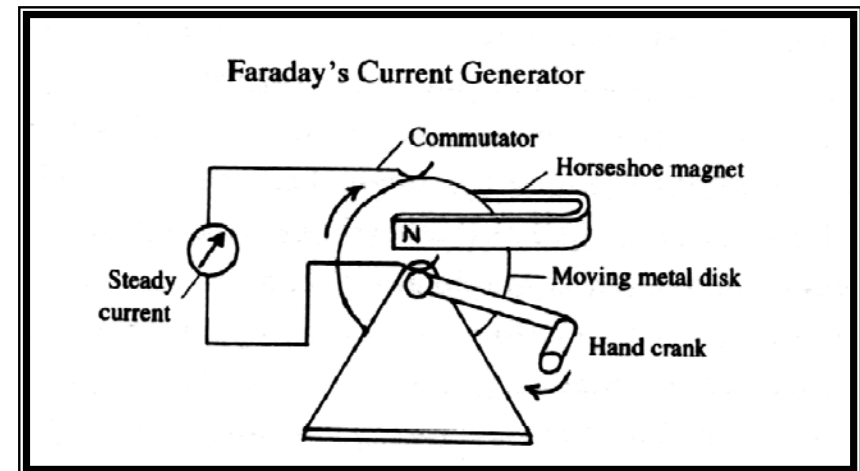 Faraday's Current Generator
Commutator
Horseshoe magnet
N
Steady
current
Moving metal disk
Hand crank